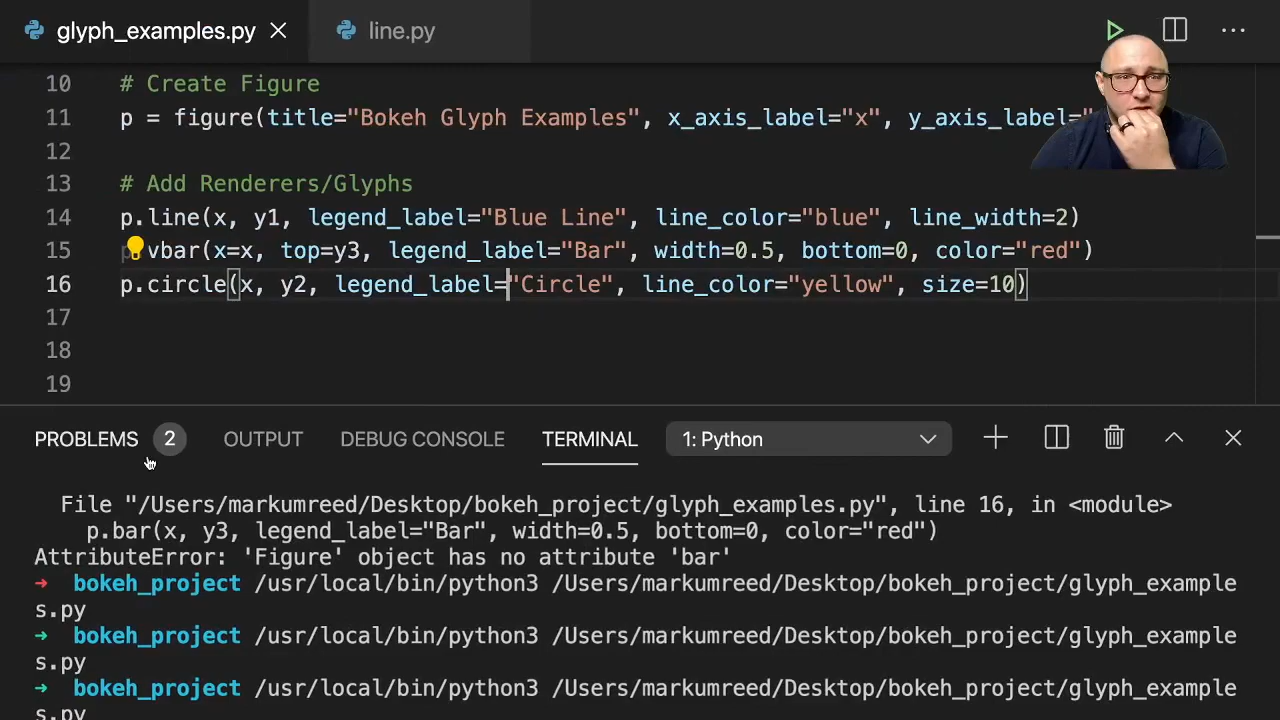 glyph_examples.py
line.py
10 # Create Figure
11 p = figure(title="Bokeh Glyph Examples", x_axis_label="x", y_axis_label="
12
13 # Add Renderers/Glyphs
14 p.line(x, y1, legend_label="Blue Line", line_color="blue", line_width=2)
15 p.vbar(x=x, top=y3, legend_label="Bar", width=0.5, bottom=0, color="red")
16 p.circle(x, y2, legend_label="Circle", line_color="yellow", size=10)
17
18
19
PROBLEMS 2 OUTPUT DEBUG CONSOLE TERMINAL 1: Python
File "/Users/markumreed/Desktop/bokeh_project/glyph_examples.py", line 16, in <module>
p.bar(x, y3, legend_label="Bar", width=0.5, bottom=0, color="red")
AttributeError: 'Figure' object has no attribute 'bar'
➜ bokeh_project /usr/local/bin/python3 /Users/markumreed/Desktop/bokeh_project/glyph_example
s.py
➜ bokeh_project /usr/local/bin/python3 /Users/markumreed/Desktop/bokeh_project/glyph_example
s.py
➜ bokeh_project /usr/local/bin/python3 /Users/markumreed/Desktop/bokeh_project/glyph_example
s.py